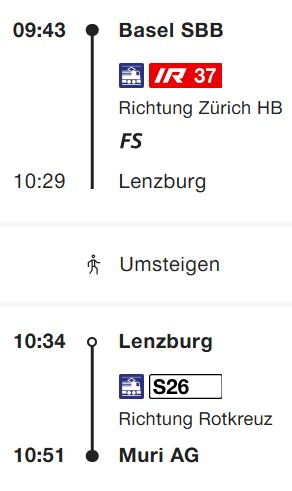 09:43 Basel SBB
IR 37
Richtung Zürich HB
FS
10:29 Lenzburg
Umsteigen
10:34 Lenzburg
S26
Richtung Rotkreuz
10:51 Muri AG